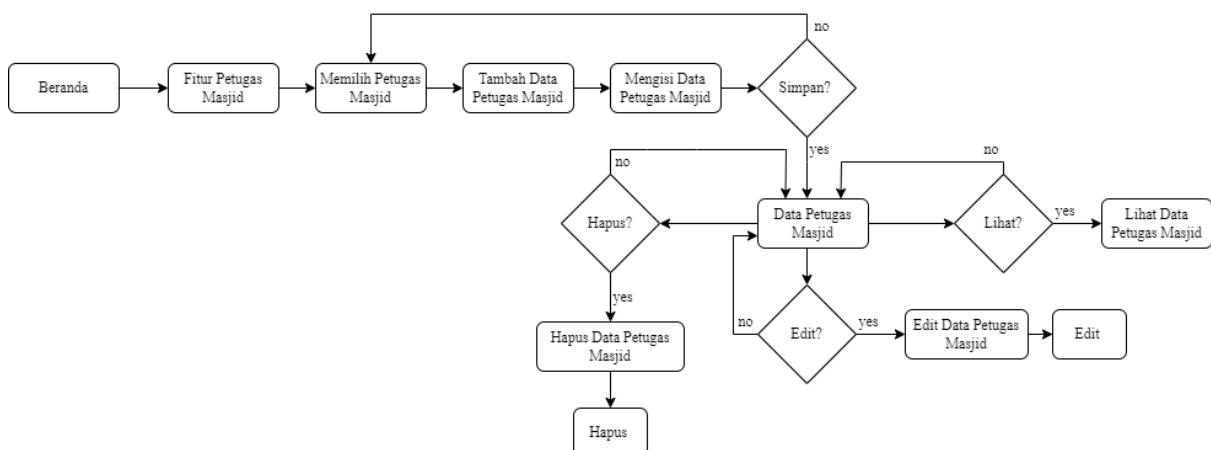 no
Beranda
Fitur Petugas
Masjid
Memilih Petugas
Masjid
Tambah Data
Petugas Masjid
Mengisi Data
Petugas Masjid
Simpan?
yes
no
no
Hapus?
Data Petugas
Masjid
Lihat?
yes
Lihat Data
Petugas Masjid
yes
no
Edit?
yes
Edit Data Petugas
Masjid
Edit
Hapus Data Petugas
Masjid
Hapus